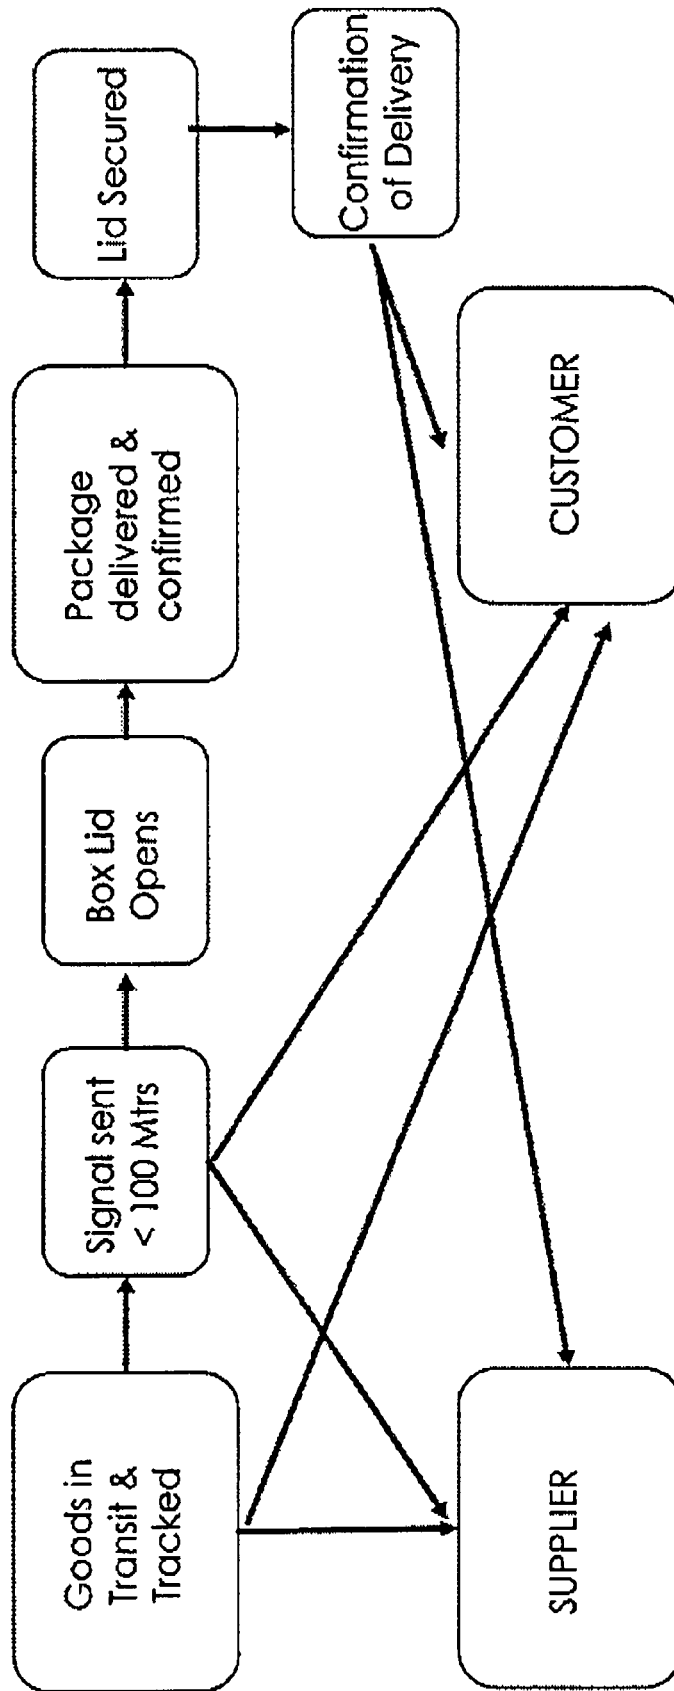 Goods in
Transit &
Tracked
Signal sent
< 100 Mtrs
Box Lid
Opens
Package
delivered &
confirmed
Lid Secured
Confirmation
of Delivery
SUPPLIER
CUSTOMER